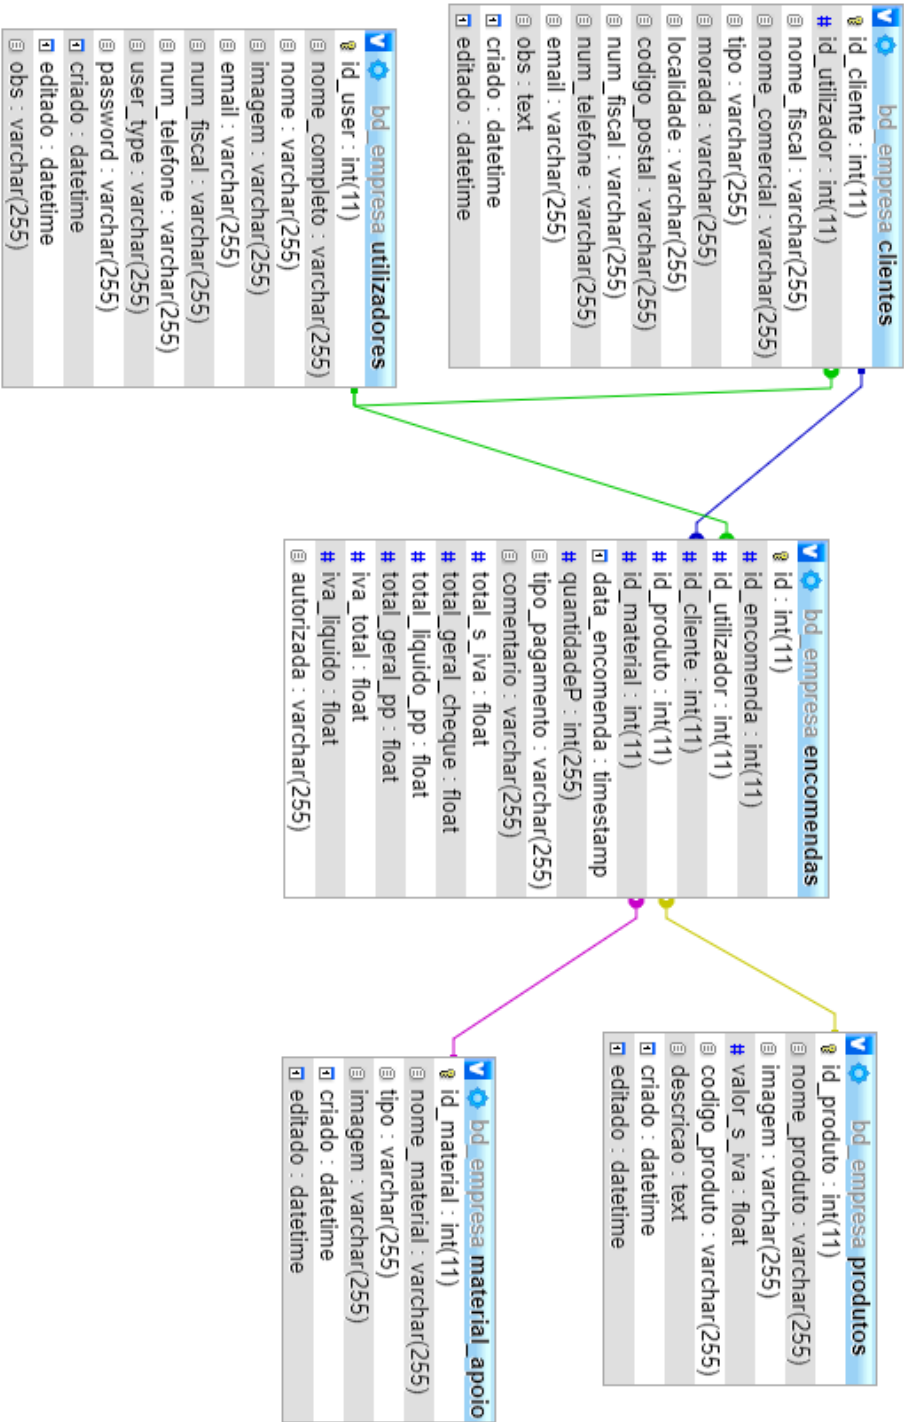 bd_empresa clientes
id_cliente : int(11)
id_utilizador : int(11)
nome_fiscal : varchar(255)
nome_comercial : varchar(255)
tipo : varchar(255)
morada : varchar(255)
localidade : varchar(255)
codigo_postal : varchar(255)
num_fiscal : varchar(255)
num_telefone : varchar(255)
email : varchar(255)
obs : text
criado : datetime
editado : datetime
bd_empresa utilizadores
id_user : int(11)
nome_completo : varchar(255)
nome : varchar(255)
imagem : varchar(255)
email : varchar(255)
num_fiscal : varchar(255)
num_telefone : varchar(255)
user_type : varchar(255)
password : varchar(255)
criado : datetime
editado : datetime
obs : varchar(255)
bd_empresa encomendas
id : int(11)
id_encomenda : int(11)
id_utilizador : int(11)
id_cliente : int(11)
id_produto : int(11)
id_material : int(11)
data_encomenda : timestamp
quantidadeP : int(255)
tipo_pagamento : varchar(255)
comentario : varchar(255)
total_s_iva : float
total_geral_cheque : float
total_liquido_pp : float
total_geral_pp : float
iva_total : float
iva_liquido : float
autorizada : varchar(255)
bd_empresa produtos
id_produto : int(11)
nome_produto : varchar(255)
imagem : varchar(255)
valor_s_iva : float
codigo_produto : varchar(255)
descricao : text
criado : datetime
editado : datetime
bd_empresa material_apoio
id_material : int(11)
nome_material : varchar(255)
tipo : varchar(255)
imagem : varchar(255)
criado : datetime
editado : datetime